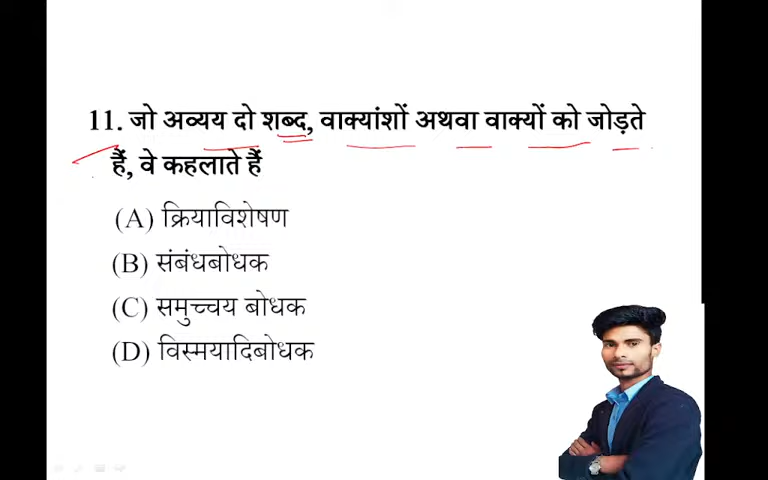 11. जो अव्यय दो शब्द, वाक्यांशों अथवा वाक्यों को जोड़ते
हैं, वे कहलाते हैं
(A) क्रियाविशेषण
(B) संबंधबोधक
(C) समुच्चय बोधक
(D) विस्मयादिबोधक